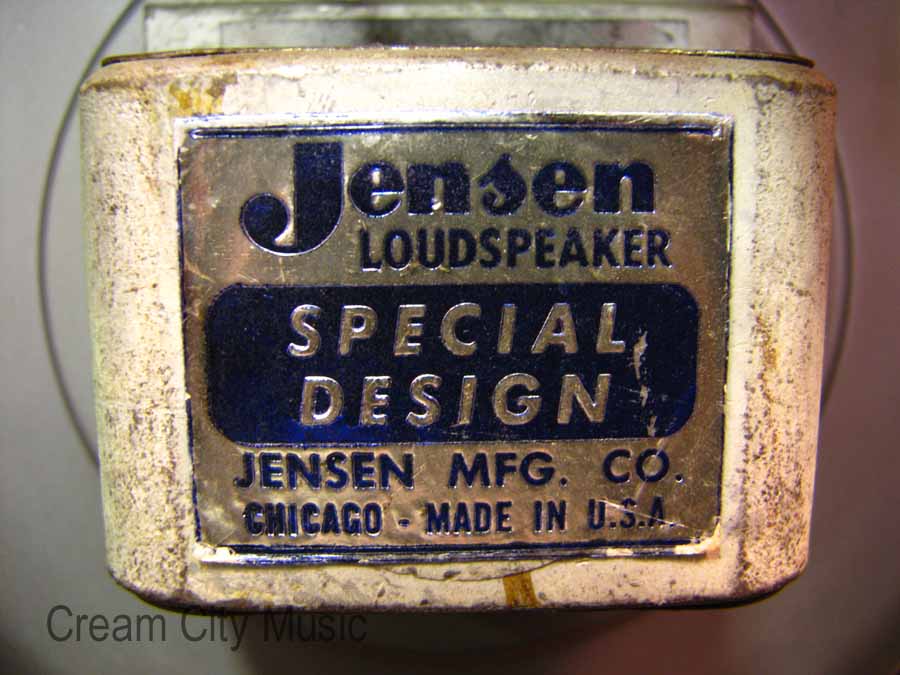 Jensen
LOUDSPEAKER
SPECIAL
DESIGN
JENSEN MFG. CO.
CHICAGO - MADE IN U.S.A.
Cream City Music